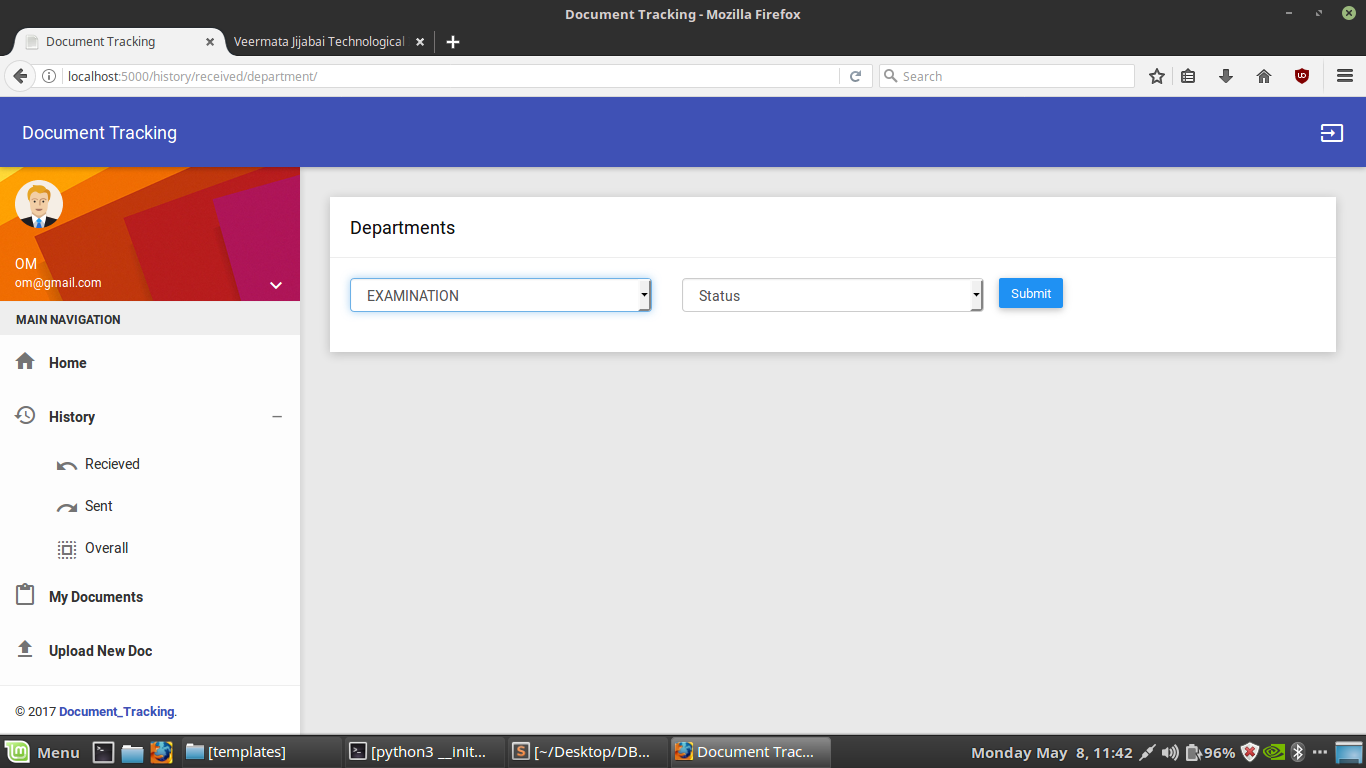 Document Tracking - Mozilla Firefox
Document Tracking
Veermata Jijabai Technological
localhost:5000/history/received/department/
Search
Document Tracking
OM
om@gmail.com
MAIN NAVIGATION
Home
History
Recieved
Sent
Overall
My Documents
Upload New Doc
© 2017 Document_Tracking.
Departments
EXAMINATION
Status
Submit
Menu
[templates]
[python3 __init...
[~/Desktop/DB...
Document Trac...
Monday May 8, 11:42
96%